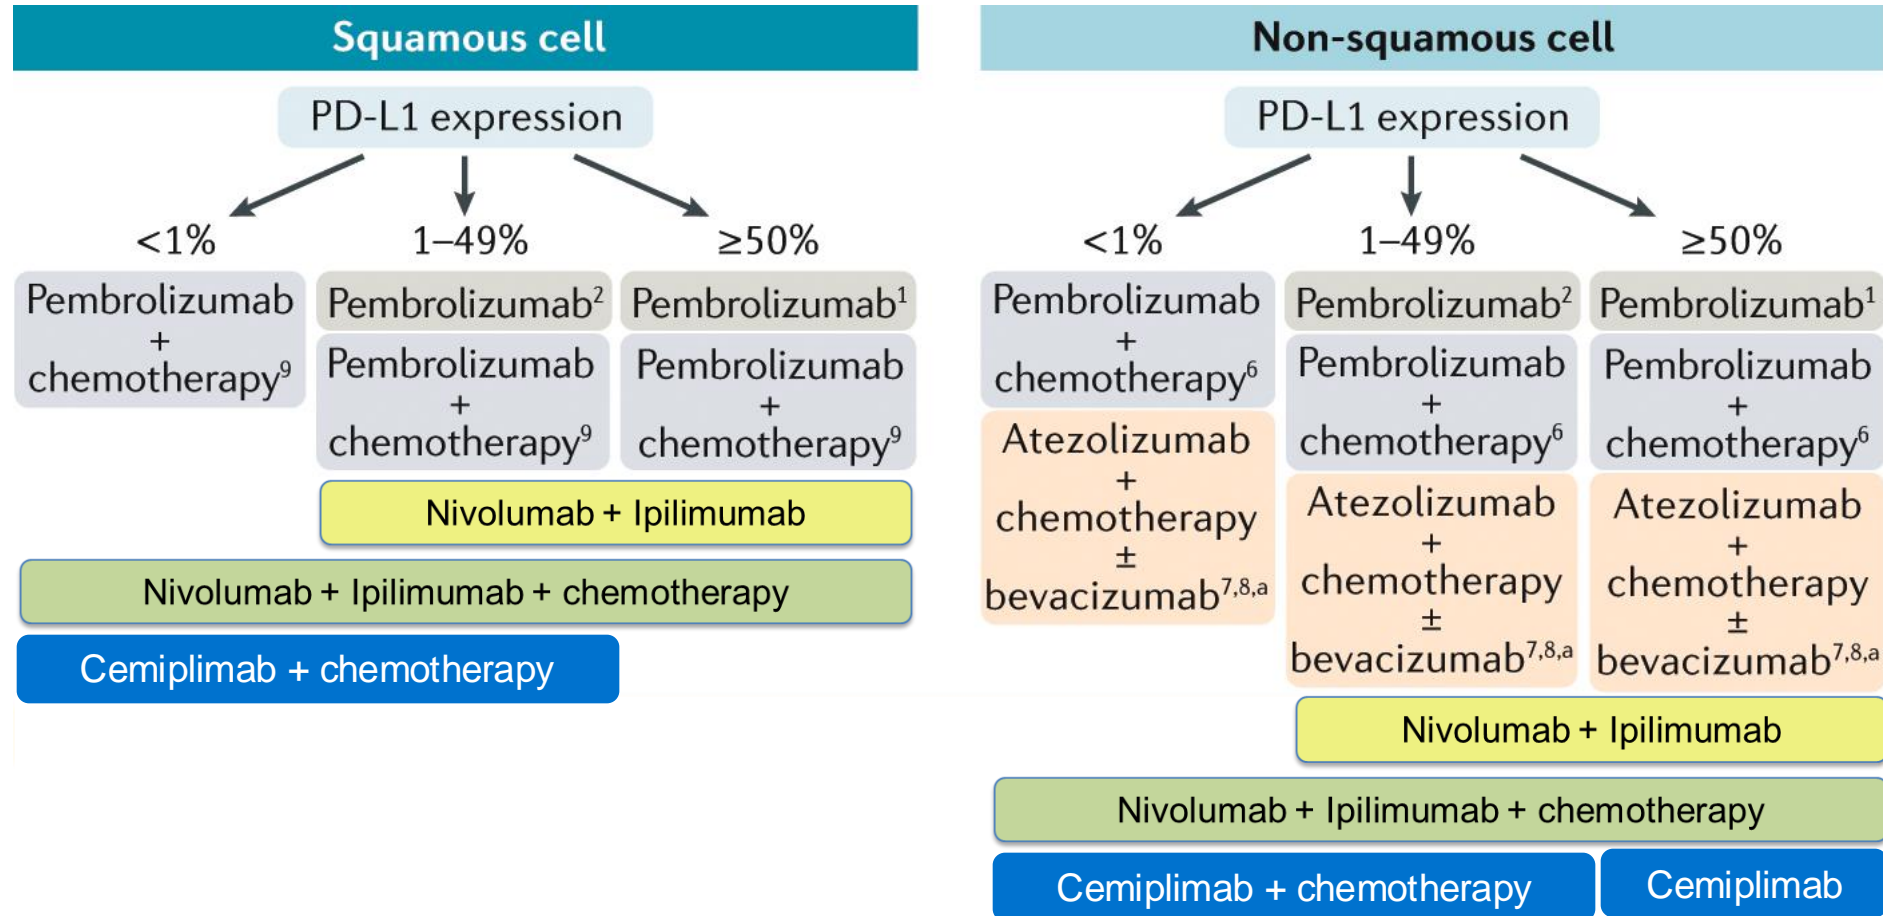 Squamous cell
PD-L1 expression
<1%
1–49%
≥50%
Pembrolizumab
+
chemotherapy⁹
Pembrolizumab²
Pembrolizumab
+
chemotherapy⁹
Pembrolizumab¹
Pembrolizumab
+
chemotherapy⁹
Nivolumab + Ipilimumab
Nivolumab + Ipilimumab + chemotherapy
Cemiplimab + chemotherapy
Non-squamous cell
PD-L1 expression
<1%
1–49%
≥50%
Pembrolizumab
+
chemotherapy⁶
Atezolizumab
+
chemotherapy
±
bevacizumab⁷,⁸,ᵃ
Pembrolizumab²
Pembrolizumab
+
chemotherapy⁶
Atezolizumab
+
chemotherapy
±
bevacizumab⁷,⁸,ᵃ
Pembrolizumab¹
Pembrolizumab
+
chemotherapy⁶
Atezolizumab
+
chemotherapy
±
bevacizumab⁷,⁸,ᵃ
Nivolumab + Ipilimumab
Nivolumab + Ipilimumab + chemotherapy
Cemiplimab + chemotherapy
Cemiplimab